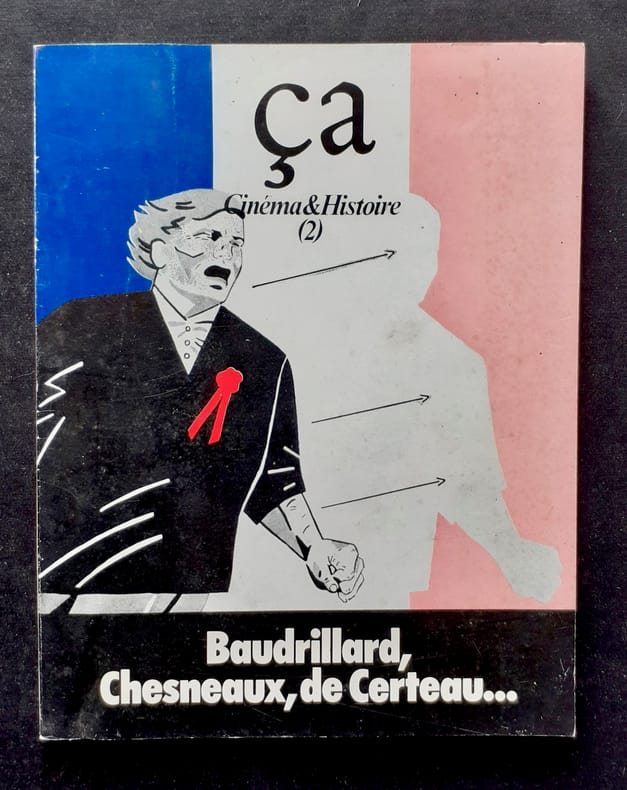 ça
Cinéma&Histoire
(2)
Baudrillard,
Chesneaux, de Certeau...